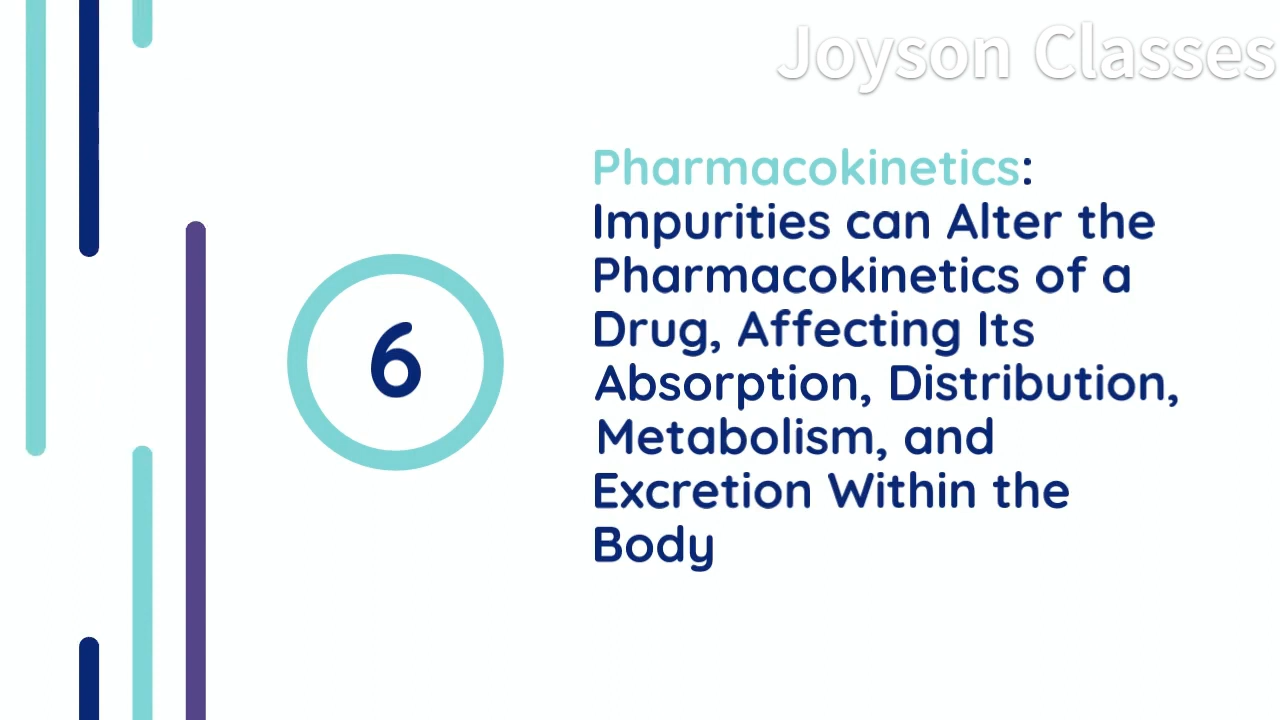 Joyson Classes
6
Pharmacokinetics:
Impurities can Alter the
Pharmacokinetics of a
Drug, Affecting Its
Absorption, Distribution,
Metabolism, and
Excretion Within the
Body